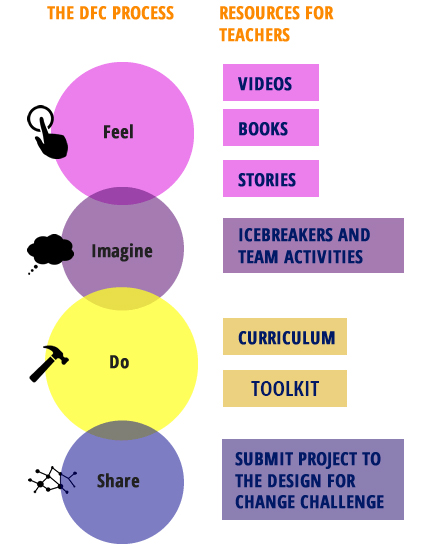 THE DFC PROCESS
RESOURCES FOR
TEACHERS
Feel
VIDEOS
BOOKS
STORIES
Imagine
ICEBREAKERS AND
TEAM ACTIVITIES
Do
CURRICULUM
TOOLKIT
Share
SUBMIT PROJECT TO
THE DESIGN FOR
CHANGE CHALLENGE